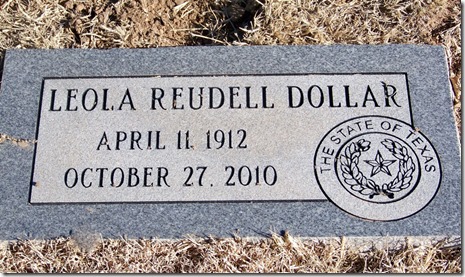 LEOLA REUDELL DOLLAR
APRIL 11, 1912
OCTOBER 27, 2010
THE STATE OF TEXAS